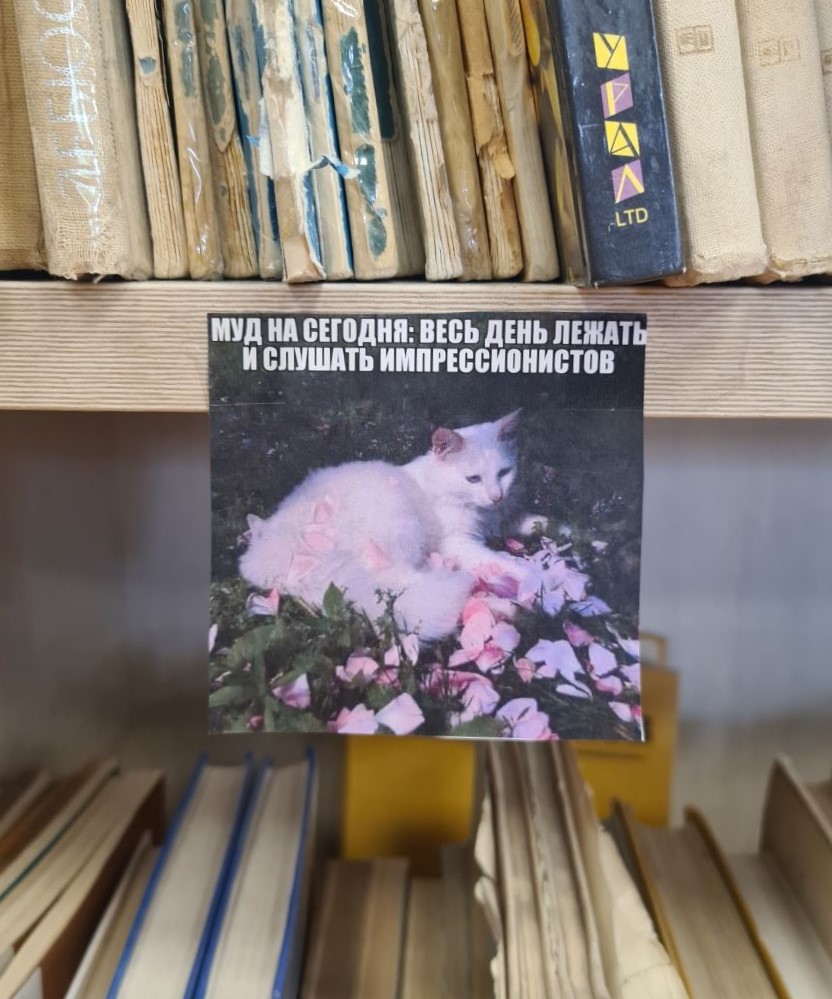 УРАЛ
LTD
МУД НА СЕГОДНЯ: ВЕСЬ ДЕНЬ ЛЕЖАТЬ
И СЛУШАТЬ ИМПРЕССИОНИСТОВ